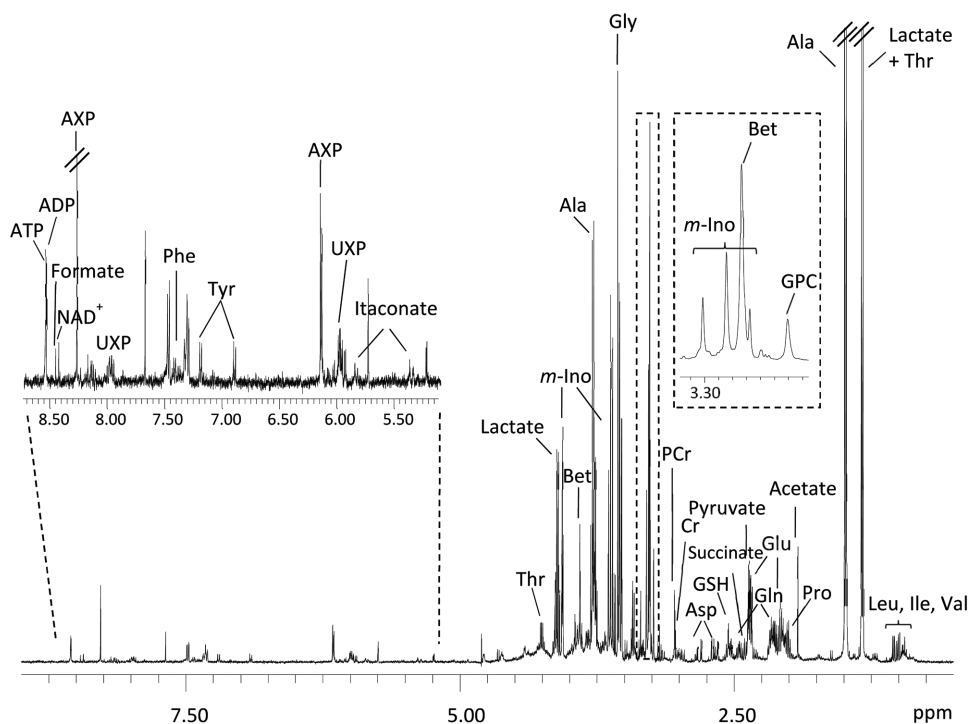 Gly
Ala
Lactate
+ Thr
AXP
ATP
ADP
Formate
NAD+
UXP
Phe
Tyr
AXP
UXP
Itaconate
8.50 8.00 7.50 7.00 6.50 6.00 5.50
Bet
m-Ino
GPC
3.30
Ala
m-Ino
Lactate
Bet
Thr
PCr
Cr
Pyruvate
Succinate
GSH
Asp
Glu
Gln
Acetate
Pro
Leu, Ile, Val
7.50 5.00 2.50 ppm